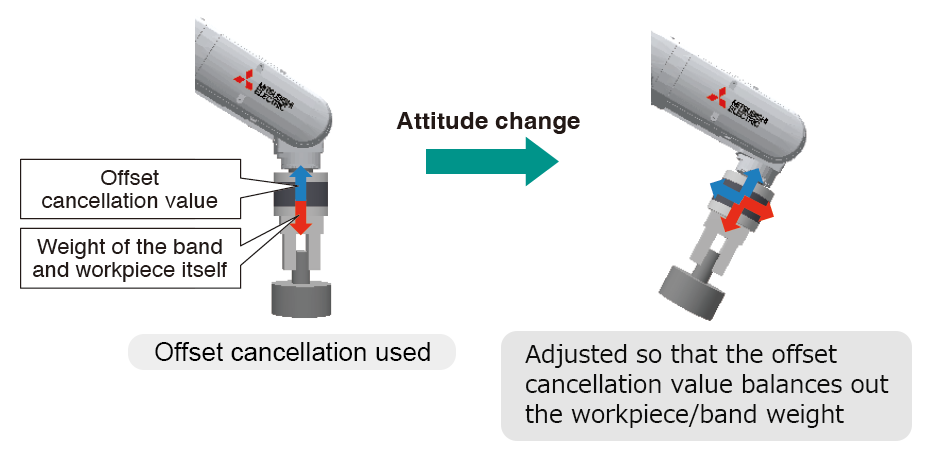 MITSUBISHI
ELECTRIC
MITSUBISHI
ELECTRIC
Attitude change
Offset
cancellation value
Weight of the band
and workpiece itself
Offset cancellation used
Adjusted so that the offset
cancellation value balances out
the workpiece/band weight